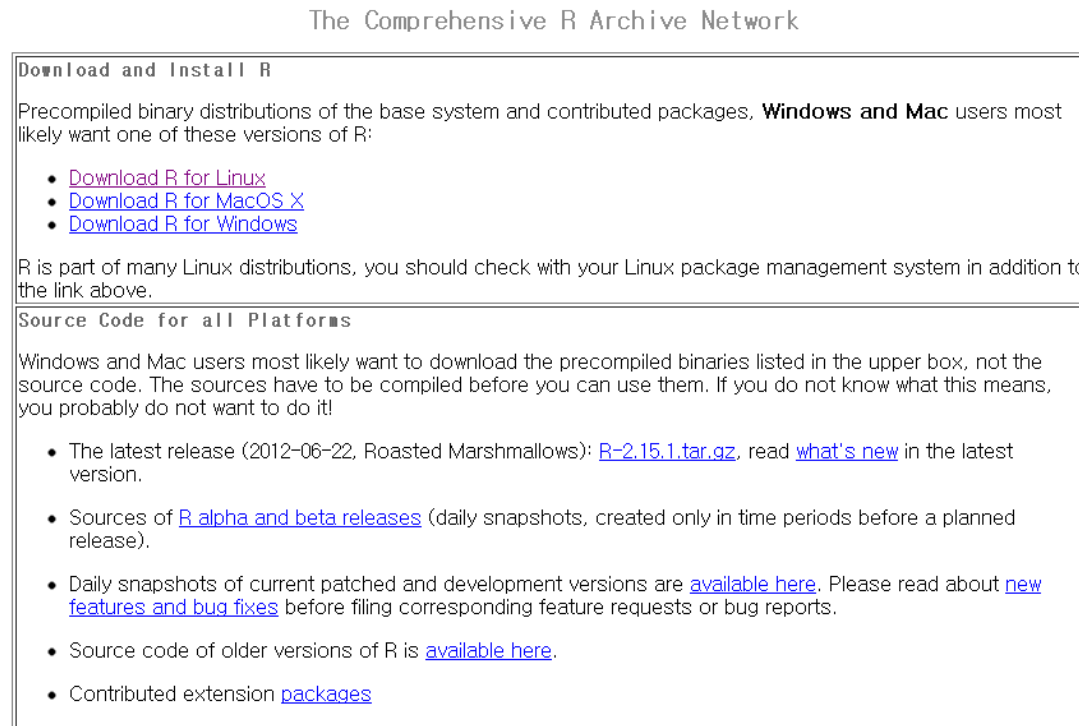 The Comprehensive R Archive Network
Download and Install R
Precompiled binary distributions of the base system and contributed packages, Windows and Mac users most
likely want one of these versions of R:
Download R for Linux
Download R for MacOS X
Download R for Windows
R is part of many Linux distributions, you should check with your Linux package management system in addition to
the link above.
Source Code for all Platforms
Windows and Mac users most likely want to download the precompiled binaries listed in the upper box, not the
source code. The sources have to be compiled before you can use them. If you do not know what this means,
you probably do not want to do it!
The latest release (2012-06-22, Roasted Marshmallows): R-2.15.1.tar.gz, read what's new in the latest
version.
Sources of R alpha and beta releases (daily snapshots, created only in time periods before a planned
release).
Daily snapshots of current patched and development versions are available here. Please read about new
features and bug fixes before filing corresponding feature requests or bug reports.
Source code of older versions of R is available here.
Contributed extension packages